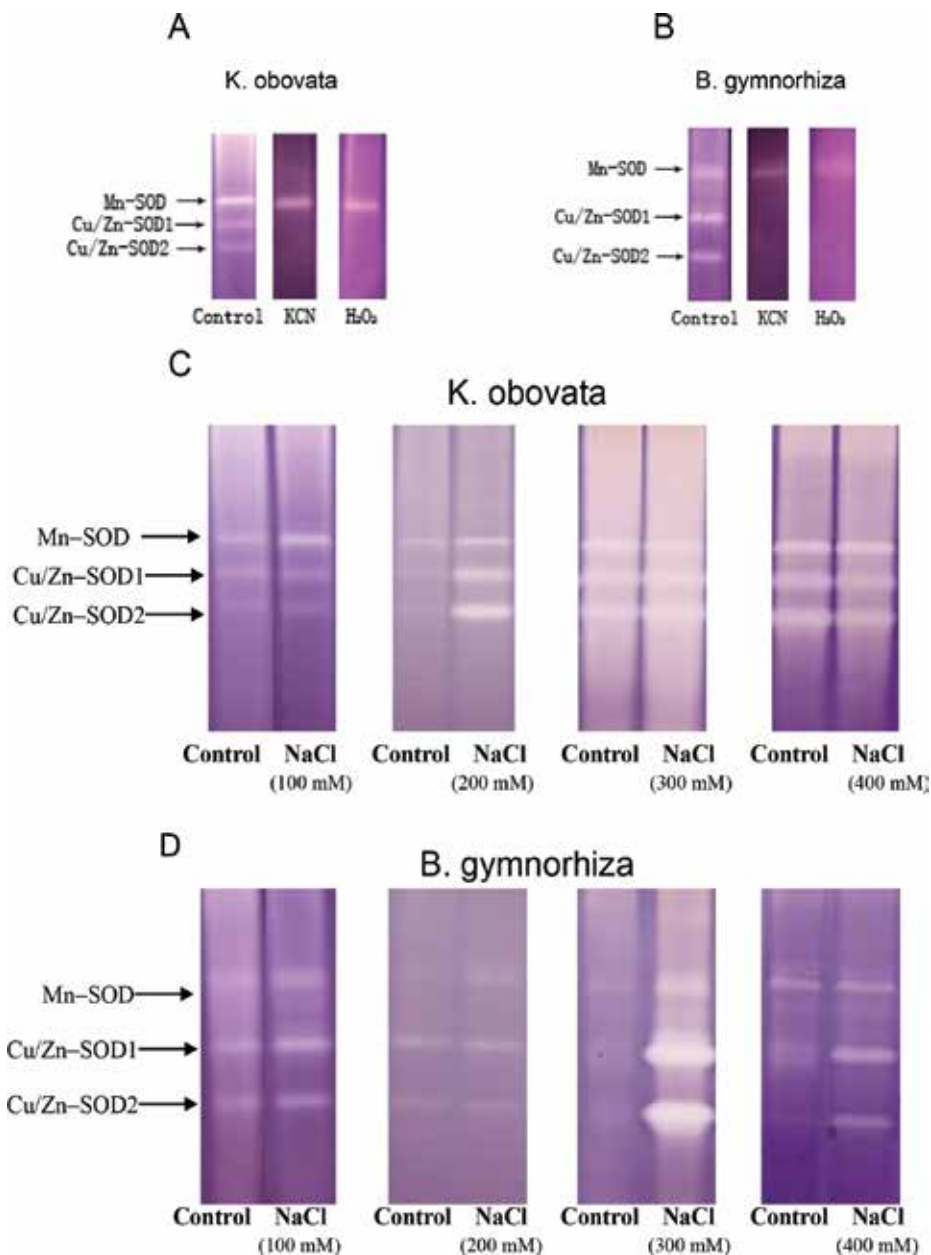 A
B
K. obovata
B. gymnorhiza
Mn-SOD
Cu/Zn-SOD1
Cu/Zn-SOD2
Control KCN H₂O₂
Mn-SOD
Cu/Zn-SOD1
Cu/Zn-SOD2
Control KCN H₂O₂
C
K. obovata
Mn-SOD
Cu/Zn-SOD1
Cu/Zn-SOD2
Control NaCl Control NaCl Control NaCl Control NaCl
(100 mM) (200 mM) (300 mM) (400 mM)
D
B. gymnorhiza
Mn-SOD
Cu/Zn-SOD1
Cu/Zn-SOD2
Control NaCl Control NaCl Control NaCl Control NaCl
(100 mM) (200 mM) (300 mM) (400 mM)